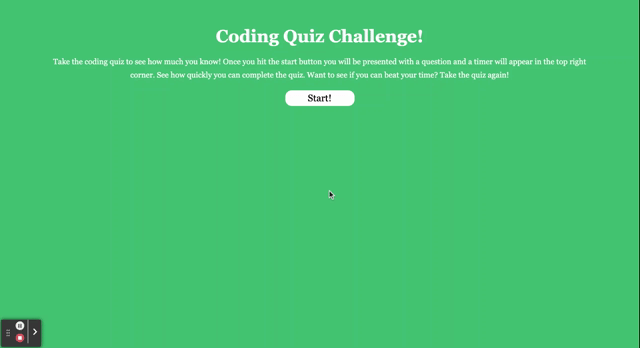 Coding Quiz Challenge!
Take the coding quiz to see how much you know! Once you hit the start button you will be presented with a question and a timer will appear in the top right
corner. See how quickly you can complete the quiz. Want to see if you can beat your time? Take the quiz again!
Start!